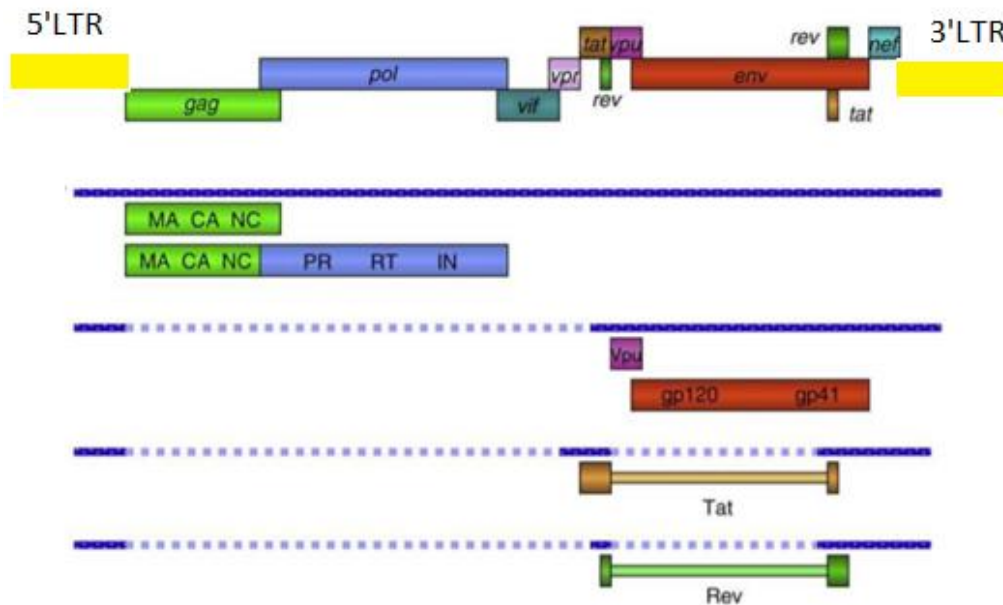 5'LTR
3'LTR
tat vpu
rev
nef
pol
vpr
env
gag
vif
rev
tat
MA CA NC
MA CA NC PR RT IN
Vpu
gp120 gp41
Tat
Rev